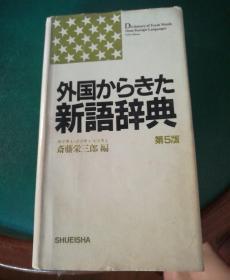 Dictionary of Fresh Words
from Foreign Languages
外国からきた
新語辞典
第5版
斎藤栄三郎 編
SHUEISHA